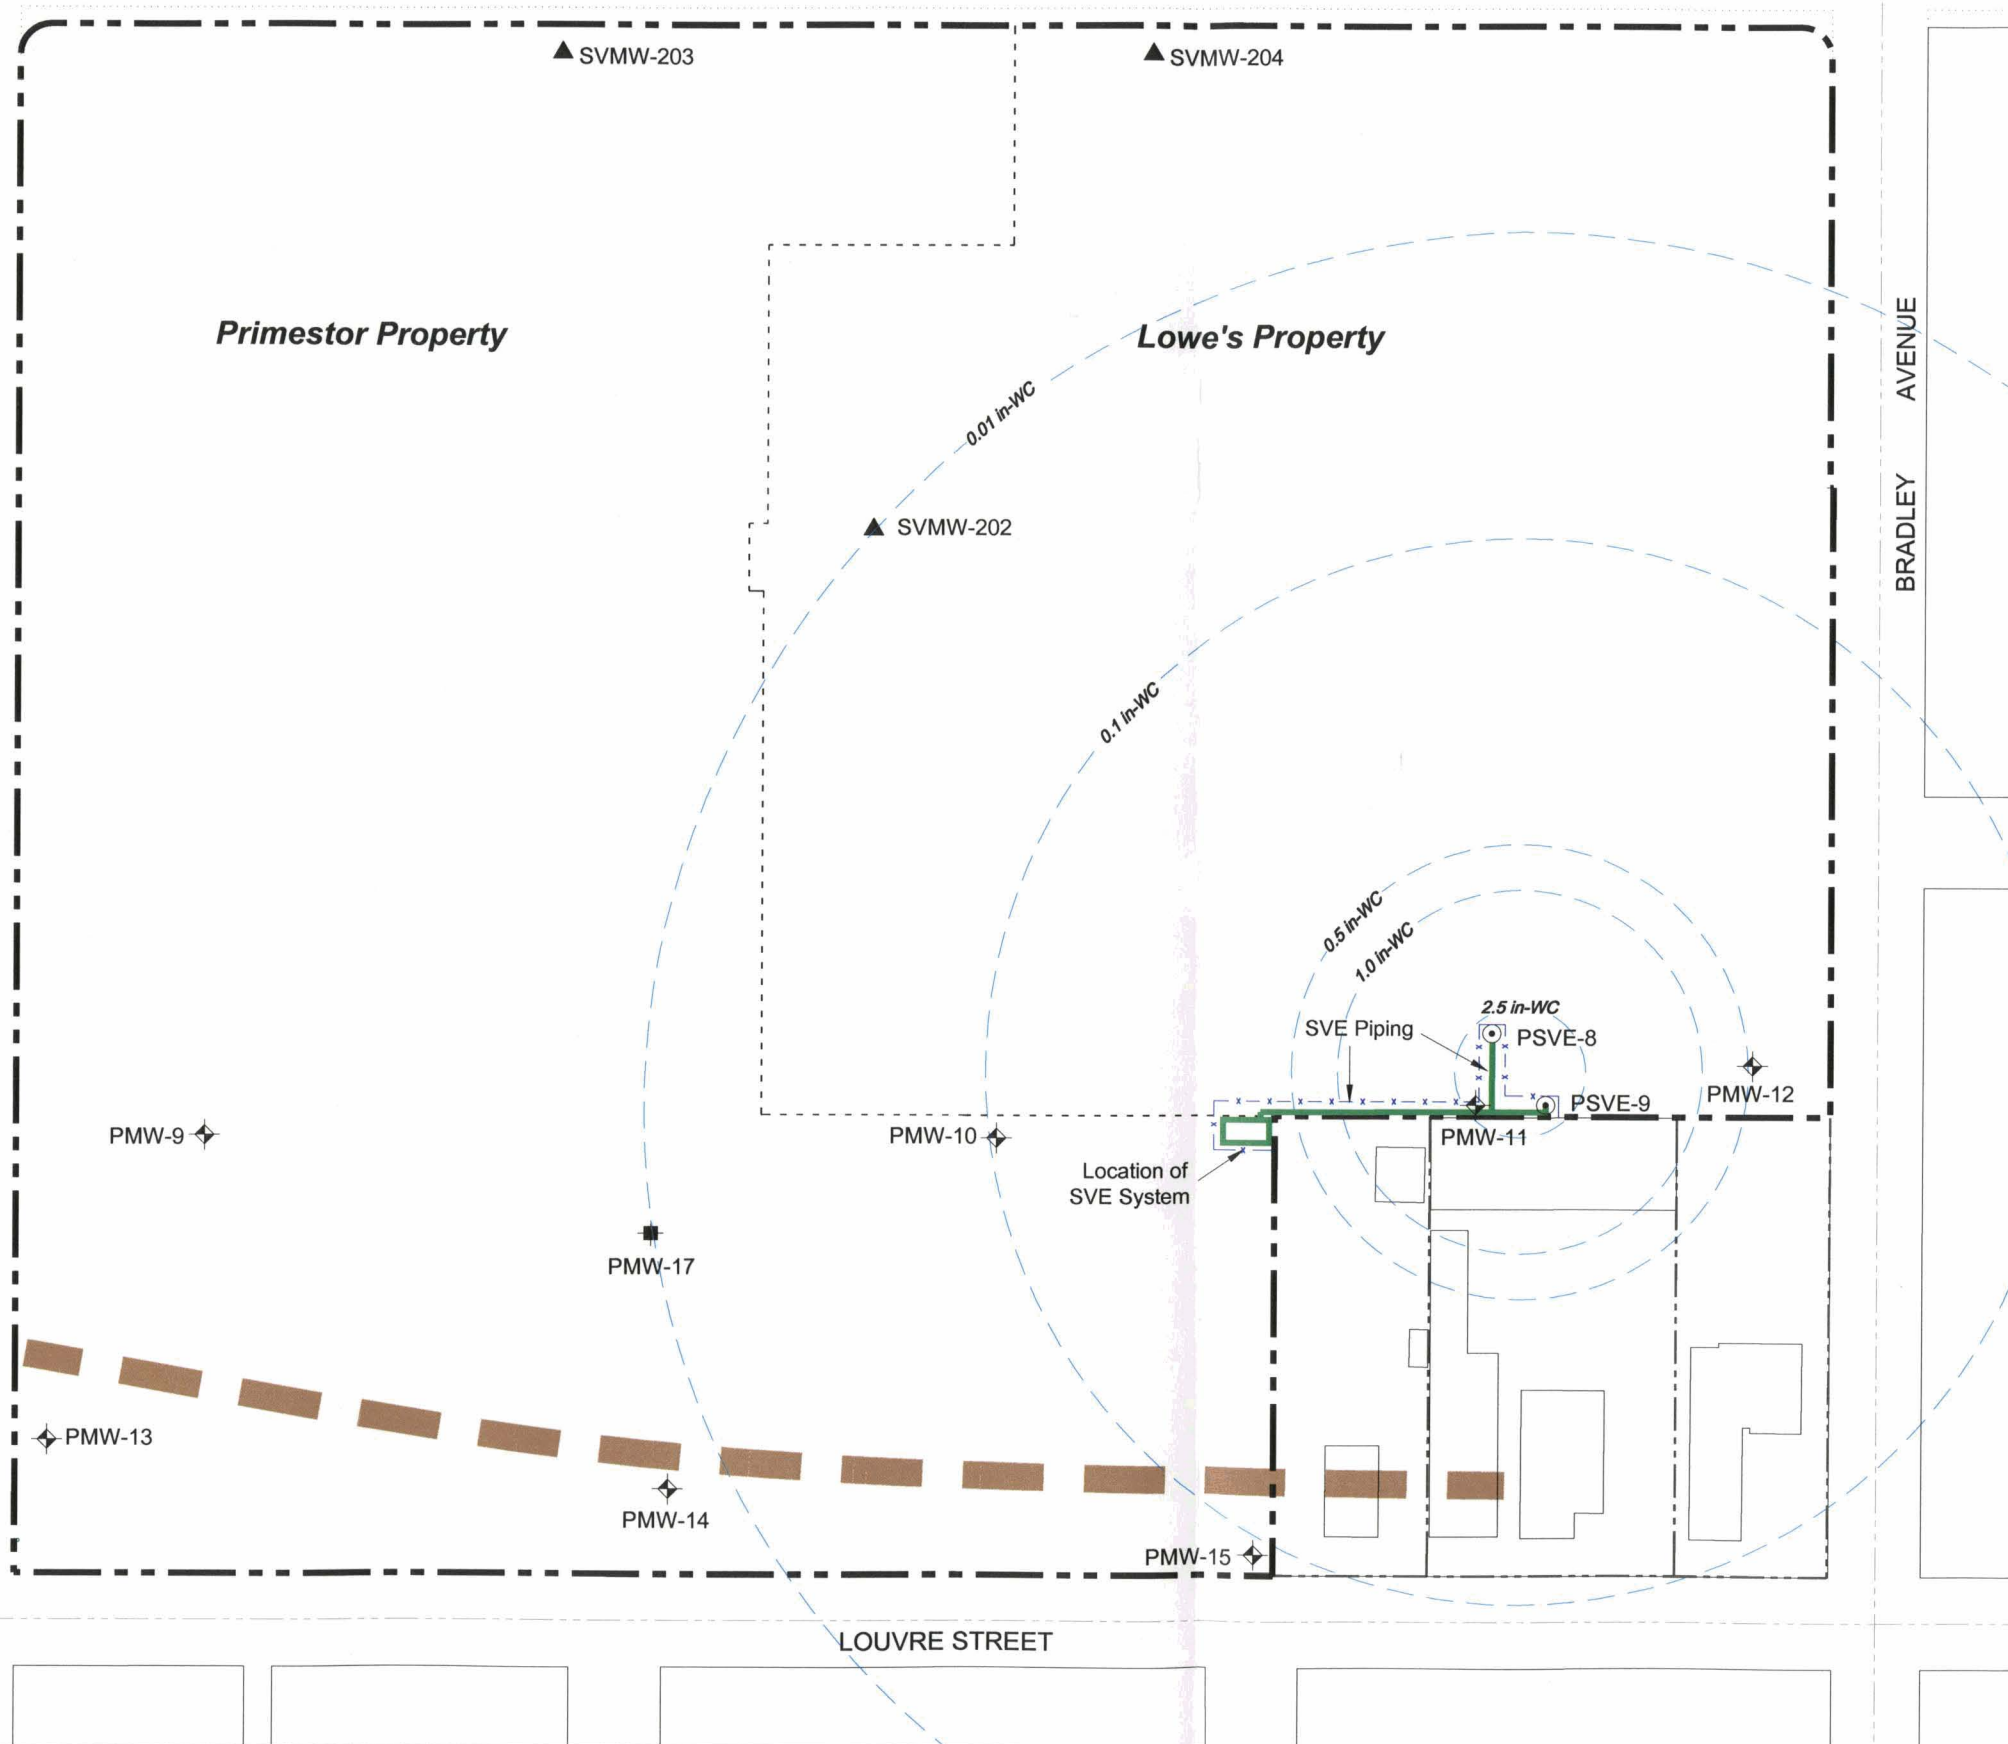 SVMW-203
SVMW-204
Primestor Property
Lowe's Property
BRADLEY AVENUE
0.01 in-WC
SVMW-202
0.1 in-WC
0.5 in-WC
1.0 in-WC
2.5 in-WC
SVE Piping
PSVE-8
PMW-12
PSVE-9
PMW-9
PMW-10
PMW-11
Location of
SVE System
PMW-17
PMW-13
PMW-14
PMW-15
LOUVRE STREET